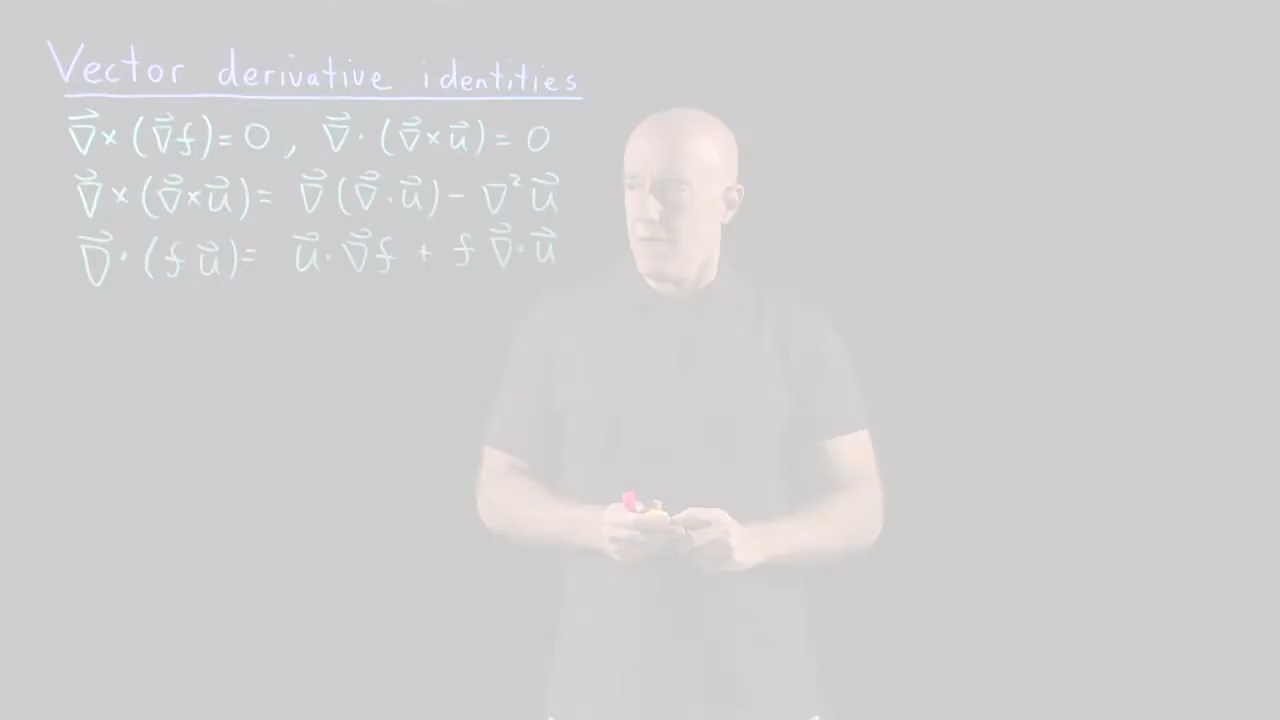 Vector derivative identities
∇⃗×(∇⃗f)=0, ∇⃗·(∇⃗×u⃗)=0
∇⃗×(∇⃗×u⃗)= ∇⃗(∇⃗·u⃗)-∇²u⃗
∇⃗·(fu⃗)= u⃗·∇⃗f + f∇⃗·u⃗